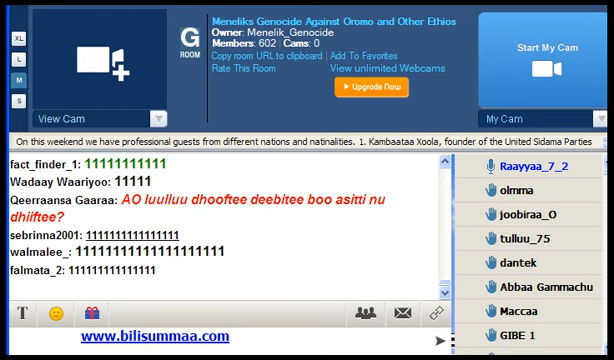 XL
L
M
S
View Cam
G
ROOM
Meneliks Genocide Against Oromo and Other Ethios
Owner: Menelik_Genocide
Members: 602 | Cams: 0
Copy room URL to clipboard | Add To Favorites
Rate This Room View unlimited Webcams
Upgrade Now
Start My Cam
My Cam
On this weekend we have professional guests from different nations and natinalities. 1. Kambaataa Xoola, founder of the United Sidama Parties
fact_finder_1: 11111111111
Wadaay Waariyoo: 11111
Qeerraansa Gaaraa: AO luulluu dhooftee deebitee boo asitti nu
dhiiftee?
sebrinna2001: 1111111111111111
walmalee_: 11111111111111111111
falmata_2: 111111111111111
T
www.bilisummaa.com
Raayyaa_7_2
olmma
joobiraa_O
tulluu_75
dantek
Abbaa Gammachu
Maccaa
GIBE 1